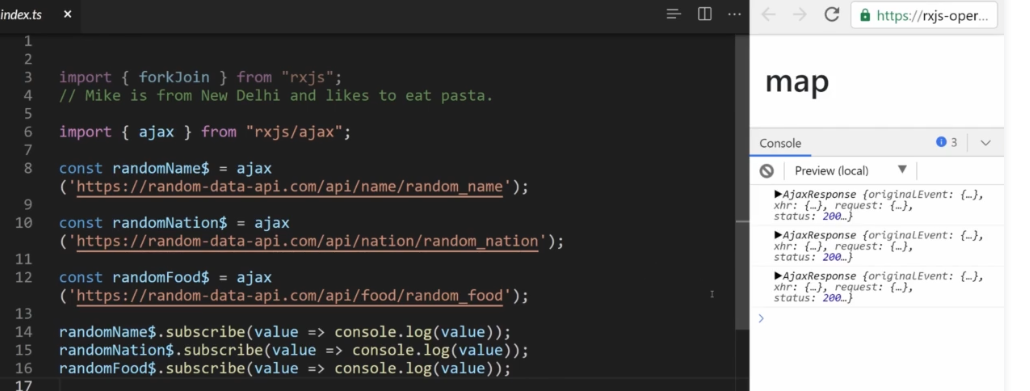 index.ts ×
https://rxjs-oper...
1
2
3 import { forkJoin } from "rxjs";
4 // Mike is from New Delhi and likes to eat pasta.
5
6 import { ajax } from "rxjs/ajax";
7
8 const randomName$ = ajax
('https://random-data-api.com/api/name/random_name');
9
10 const randomNation$ = ajax
('https://random-data-api.com/api/nation/random_nation');
11
12 const randomFood$ = ajax
('https://random-data-api.com/api/food/random_food');
13
14 randomName$.subscribe(value => console.log(value));
15 randomNation$.subscribe(value => console.log(value));
16 randomFood$.subscribe(value => console.log(value));
17
map
Console 3
Preview (local) ▼
▶AjaxResponse {originalEvent: {…},
xhr: {…}, request: {…},
status: 200…}
▶AjaxResponse {originalEvent: {…},
xhr: {…}, request: {…},
status: 200…}
▶AjaxResponse {originalEvent: {…},
xhr: {…}, request: {…},
status: 200…}